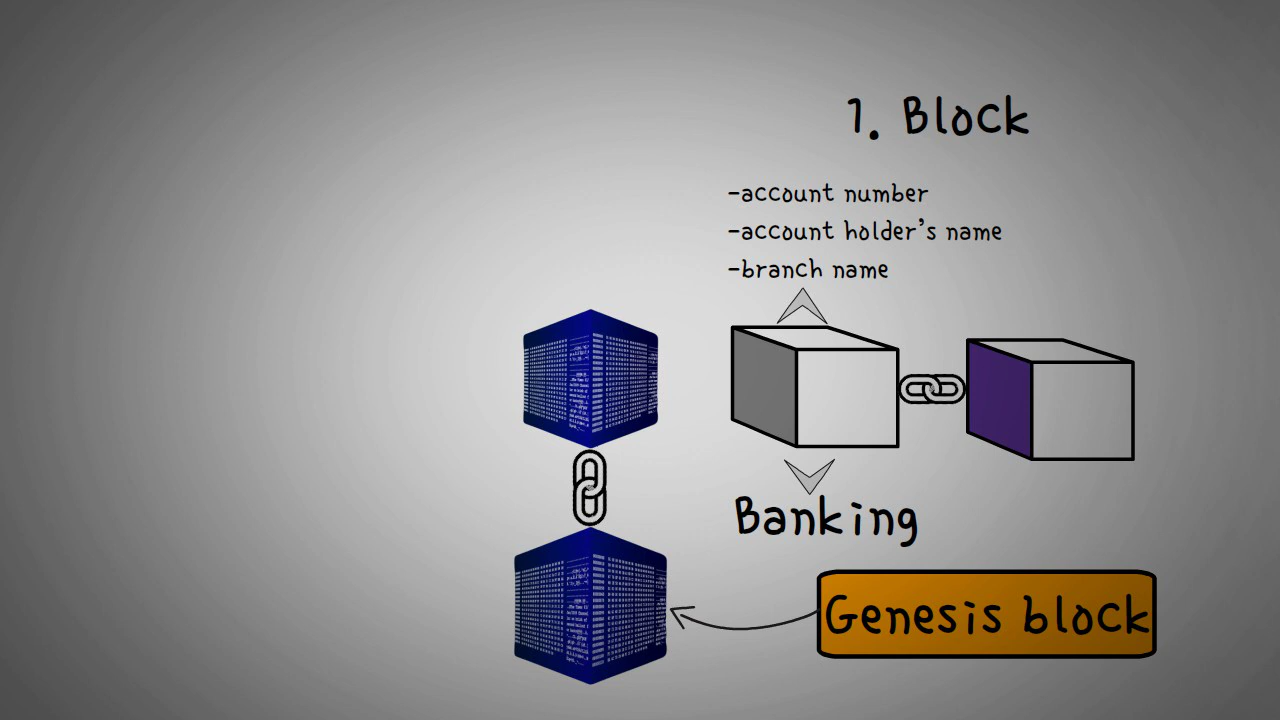 1. Block
-account number
-account holder's name
-branch name
Banking
Genesis block